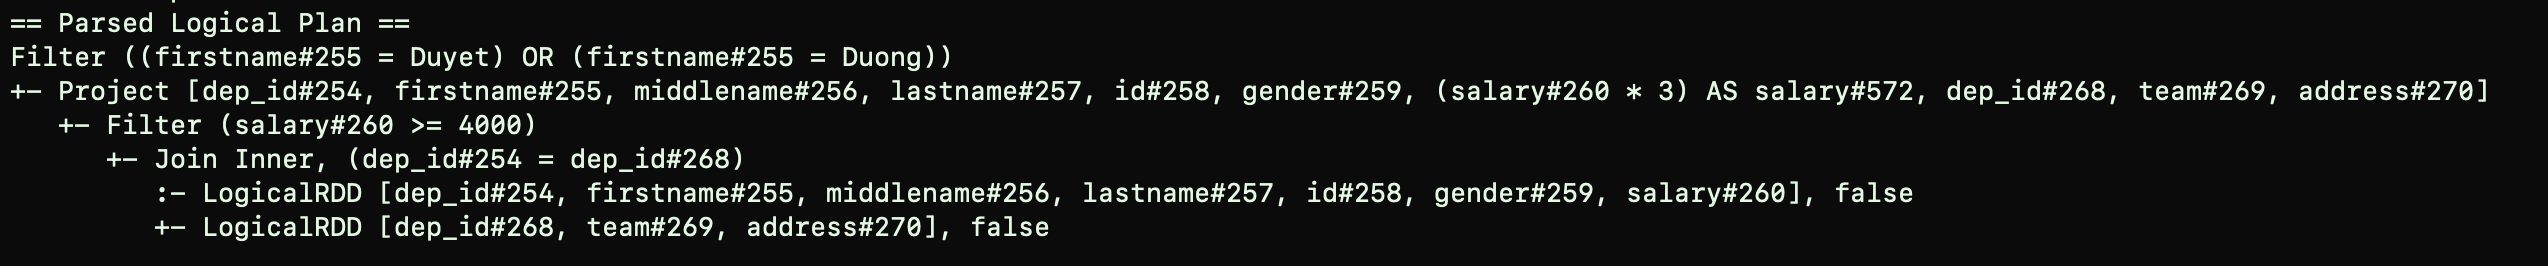 == Parsed Logical Plan ==
Filter ((firstname#255 = Duyet) OR (firstname#255 = Duong))
+- Project [dep_id#254, firstname#255, middlename#256, lastname#257, id#258, gender#259, (salary#260 * 3) AS salary#572, dep_id#268, team#269, address#270]
   +- Filter (salary#260 >= 4000)
      +- Join Inner, (dep_id#254 = dep_id#268)
         :- LogicalRDD [dep_id#254, firstname#255, middlename#256, lastname#257, id#258, gender#259, salary#260], false
         +- LogicalRDD [dep_id#268, team#269, address#270], false